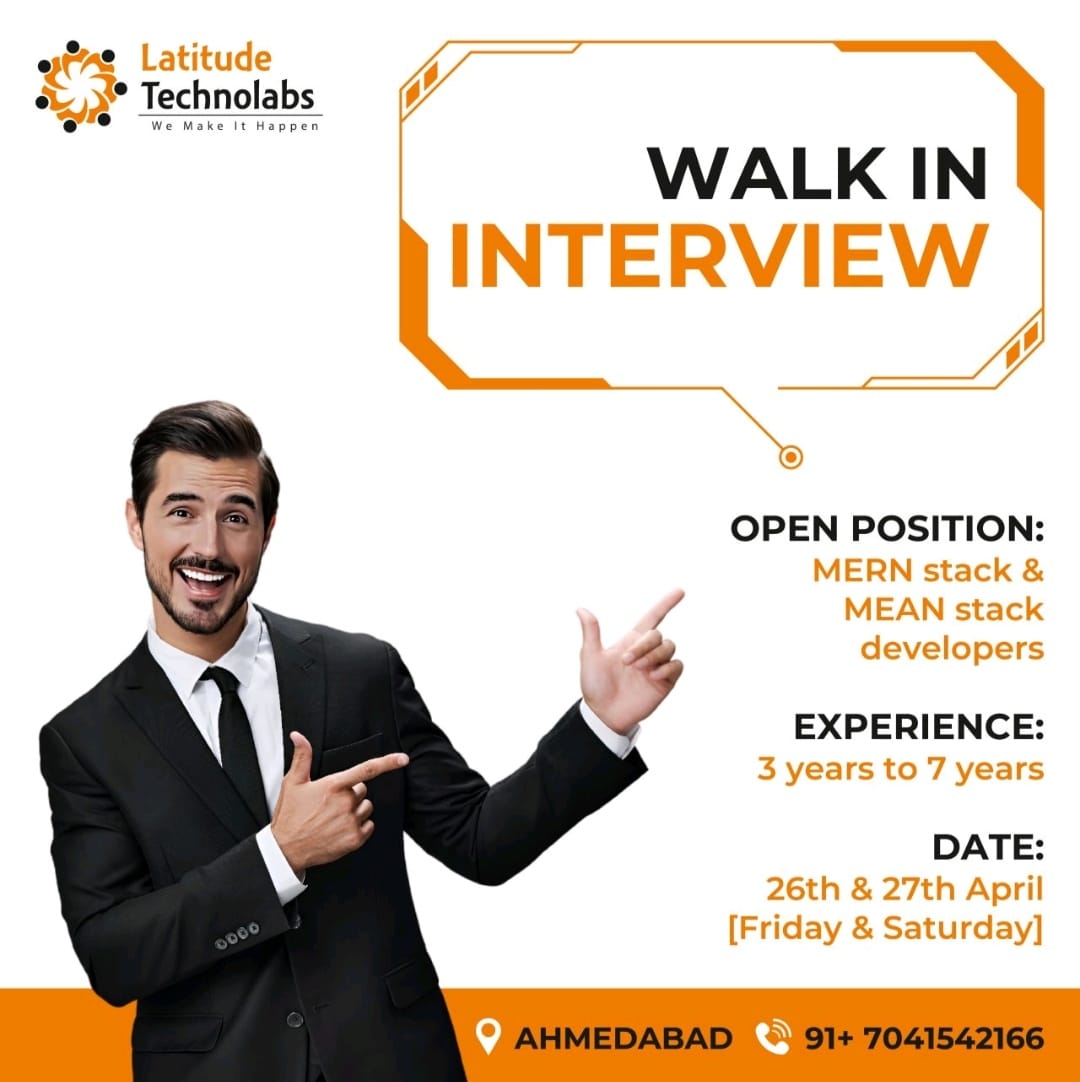 Latitude
Technolabs
We Make It Happen
WALK IN
INTERVIEW
OPEN POSITION:
MERN stack &
MEAN stack
developers
EXPERIENCE:
3 years to 7 years
DATE:
26th & 27th April
[Friday & Saturday]
AHMEDABAD
91+ 7041542166